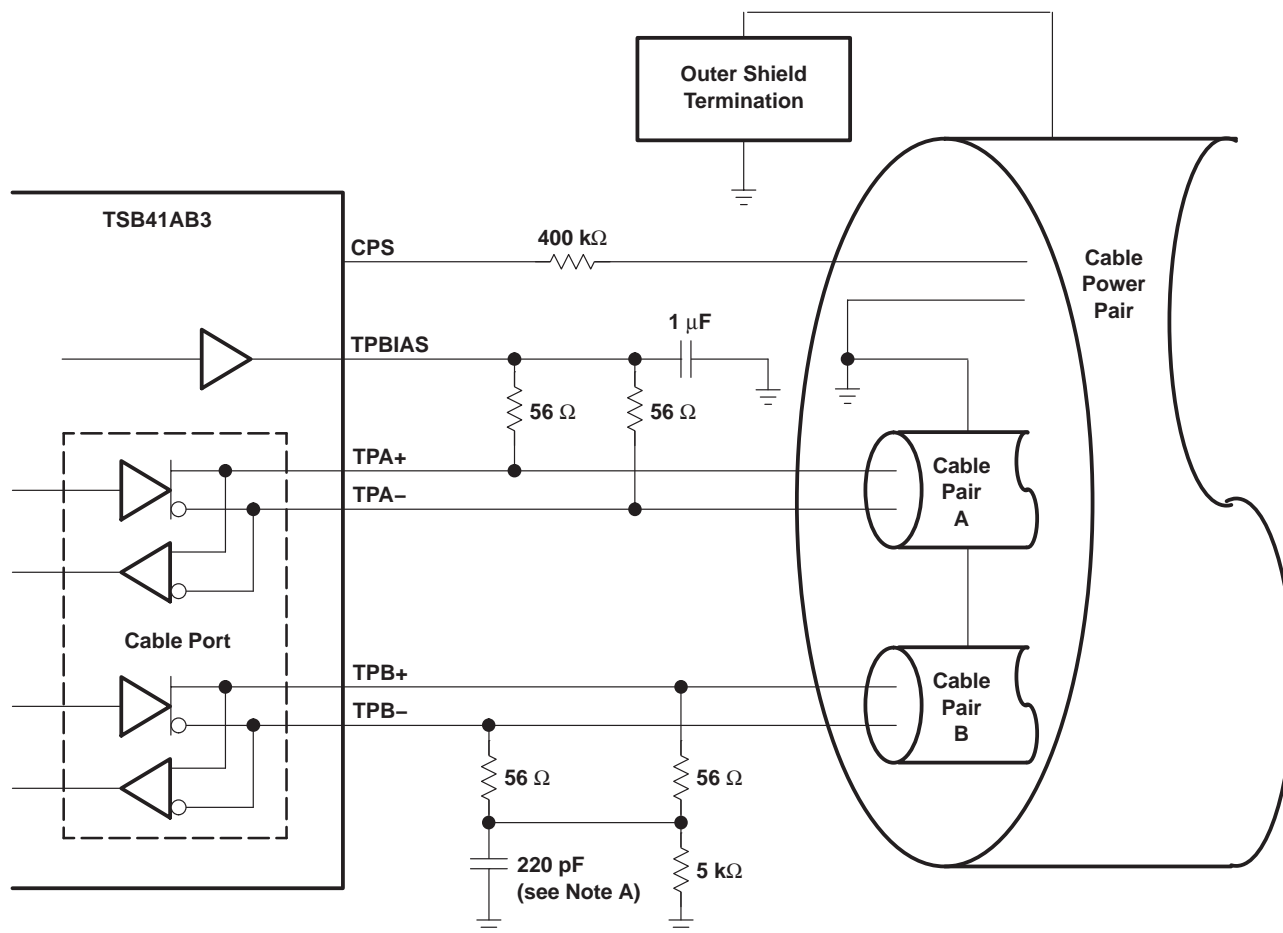 Outer Shield
Termination
TSB41AB3
CPS
400 kΩ
Cable
Power
Pair
TPBIAS
1 μF
56 Ω
56 Ω
TPA+
TPA−
Cable
Pair
A
Cable Port
TPB+
TPB−
Cable
Pair
B
56 Ω
56 Ω
220 pF
(see Note A)
5 kΩ